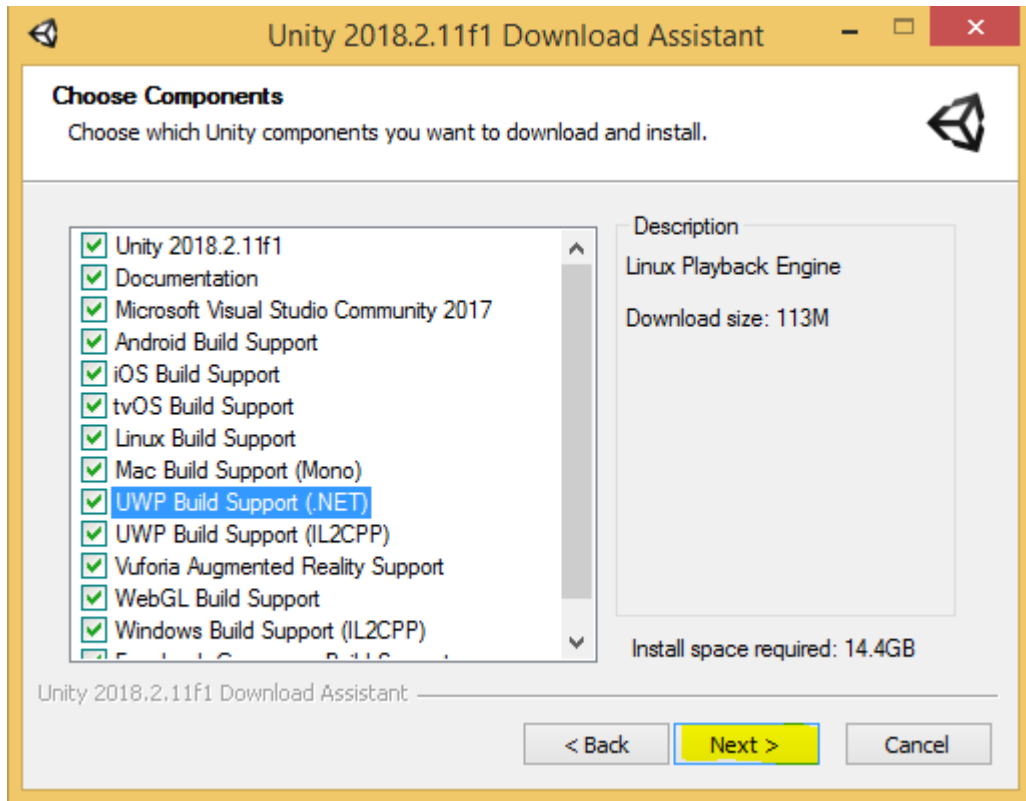 Unity 2018.2.11f1 Download Assistant
Choose Components
Choose which Unity components you want to download and install.
Unity 2018.2.11f1
Documentation
Microsoft Visual Studio Community 2017
Android Build Support
iOS Build Support
tvOS Build Support
Linux Build Support
Mac Build Support (Mono)
UWP Build Support (.NET)
UWP Build Support (IL2CPP)
Vuforia Augmented Reality Support
WebGL Build Support
Windows Build Support (IL2CPP)
Description
Linux Playback Engine
Download size: 113M
Install space required: 14.4GB
Unity 2018.2.11f1 Download Assistant
< Back
Next >
Cancel